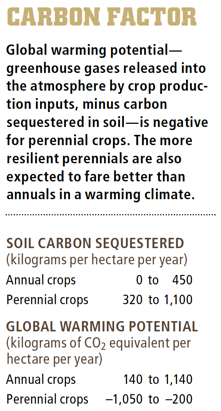 CARBON FACTOR
Global warming potential—
greenhouse gases released into
the atmosphere by crop produc-
tion inputs, minus carbon
sequestered in soil—is negative
for perennial crops. The more
resilient perennials are also
expected to fare better than
annuals in a warming climate.
SOIL CARBON SEQUESTERED
(kilograms per hectare per year)
Annual crops 0 to 450
Perennial crops 320 to 1,100
GLOBAL WARMING POTENTIAL
(kilograms of CO₂ equivalent per
hectare per year)
Annual crops 140 to 1,140
Perennial crops –1,050 to –200